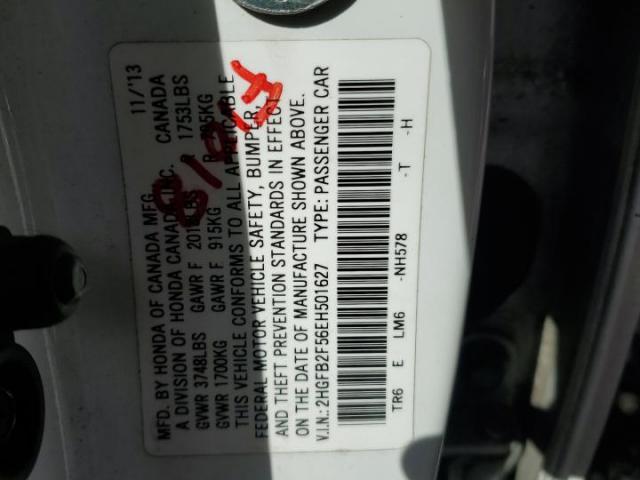 MFD. BY HONDA OF CANADA MFG. 11/13
A DIVISION OF HONDA CANADA INC. CANADA
GVWR 3748LBS GAWR F LBS R 1753LBS
GVWR 1700KG GAWR F 915KG R
THIS VEHICLE CONFORMS TO ALL APPLICABLE
FEDERAL MOTOR VEHICLE SAFETY, BUMPER,
AND THEFT PREVENTION STANDARDS IN EFFECT
ON THE DATE OF MANUFACTURE SHOWN ABOVE.
V.I.N.: 2HGFB2F56EH501627 TYPE: PASSENGER CAR
TR6 E LM6 -NH578 -T -H